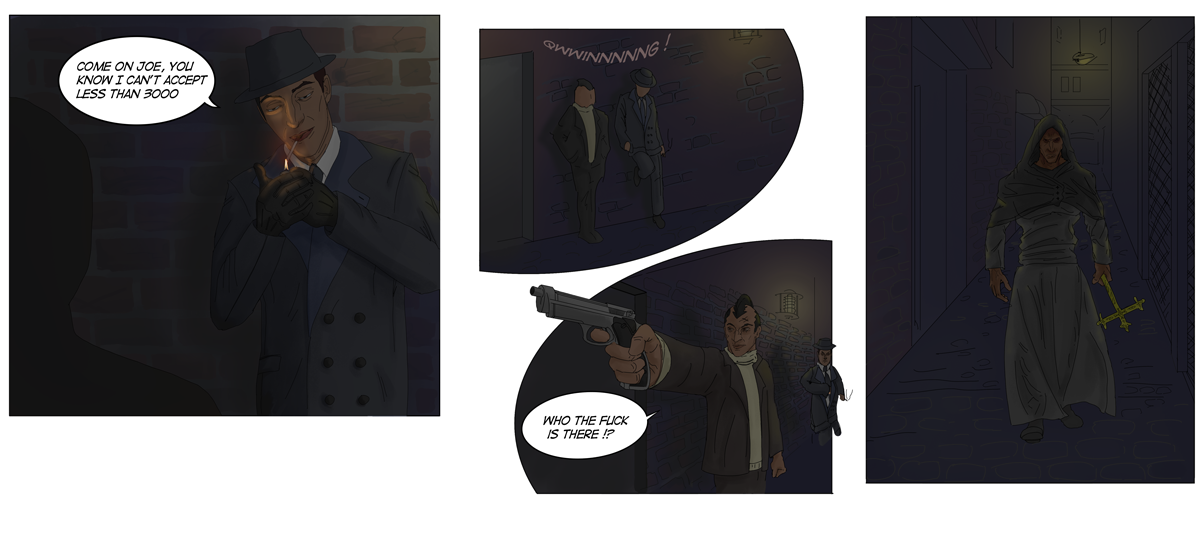 COME ON JOE, YOU
KNOW I CAN'T ACCEPT
LESS THAN 3000
QWWINNNNNG !
WHO THE FUCK
IS THERE !?